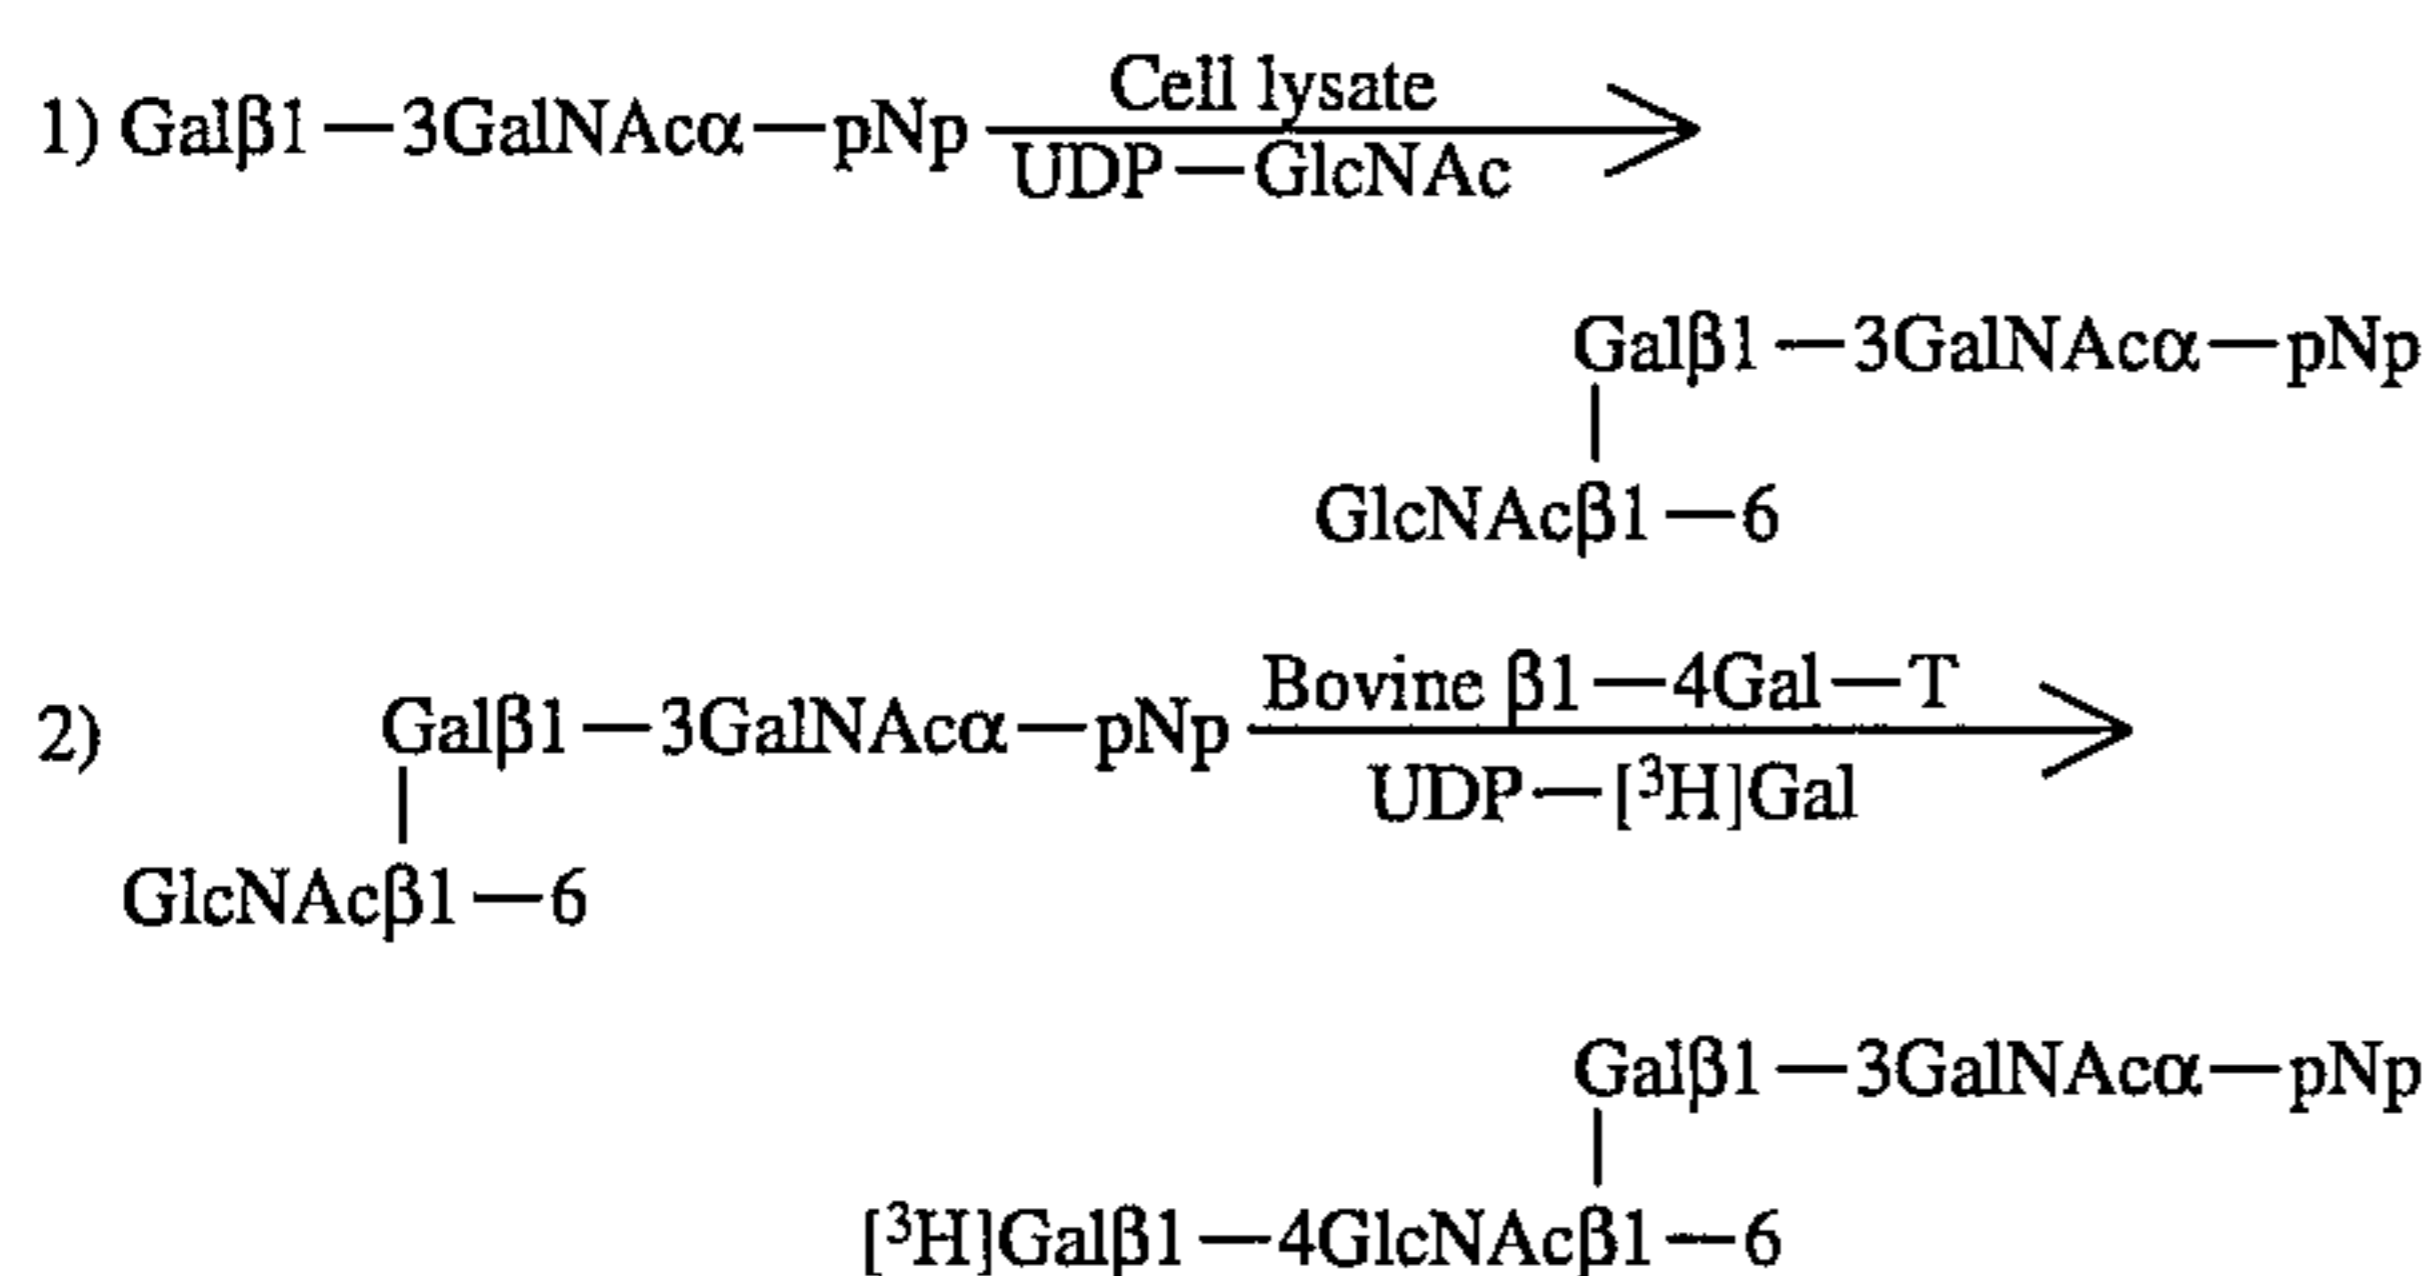 1) Galβ1—3GalNAcα—pNp Cell lysate
UDP—GlcNAc
Galβ1—3GalNAcα—pNp
GlcNAcβ1—6
2) Galβ1—3GalNAcα—pNp Bovine β1—4Gal—T
UDP—[³H]Gal
GlcNAcβ1—6
Galβ1—3GalNAcα—pNp
[³H]Galβ1—4GlcNAcβ1—6